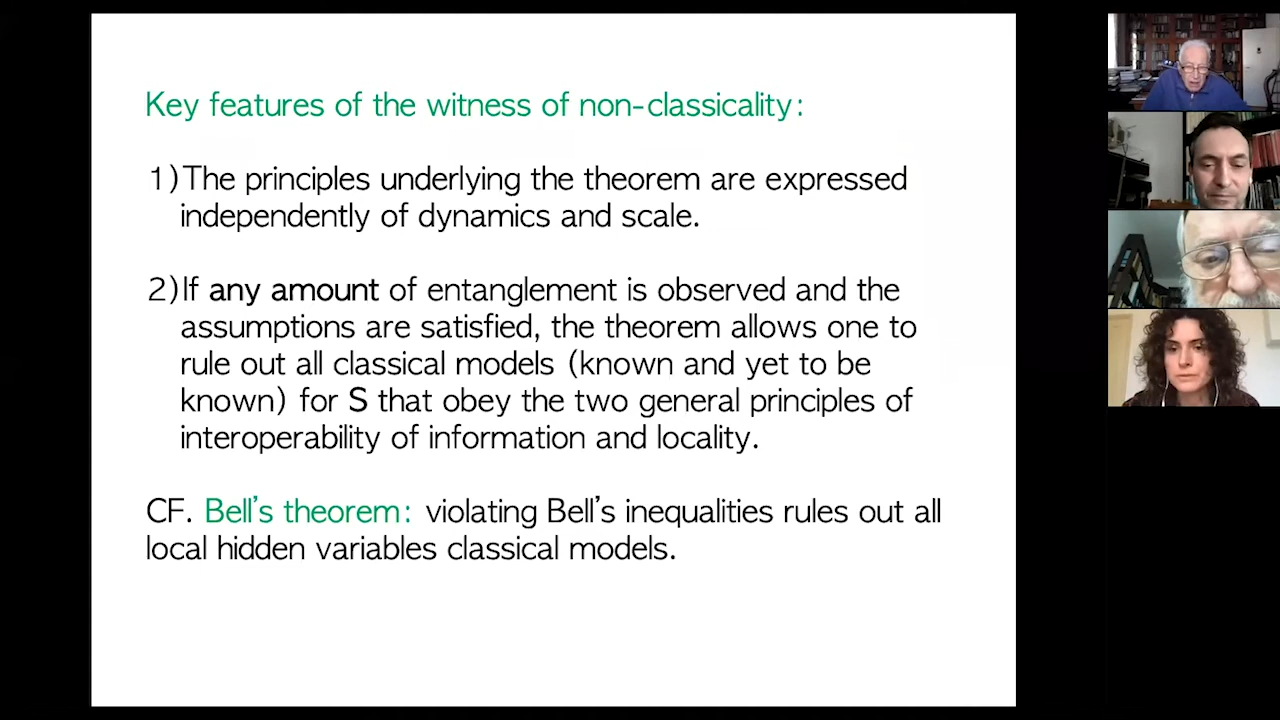 Key features of the witness of non-classicality:
1)The principles underlying the theorem are expressed
independently of dynamics and scale.
2)If any amount of entanglement is observed and the
assumptions are satisfied, the theorem allows one to
rule out all classical models (known and yet to be
known) for S that obey the two general principles of
interoperability of information and locality.
CF. Bell's theorem: violating Bell's inequalities rules out all
local hidden variables classical models.